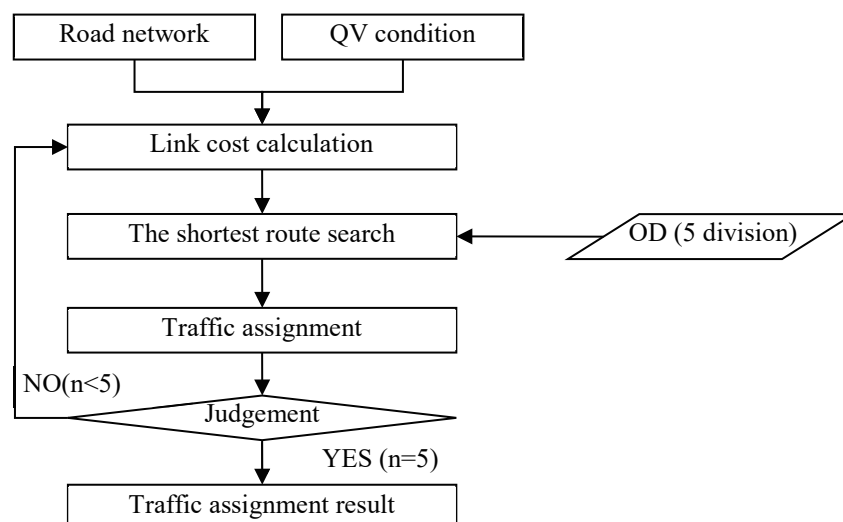 Road network
QV condition
Link cost calculation
The shortest route search
OD (5 division)
Traffic assignment
NO(n<5)
Judgement
YES (n=5)
Traffic assignment result